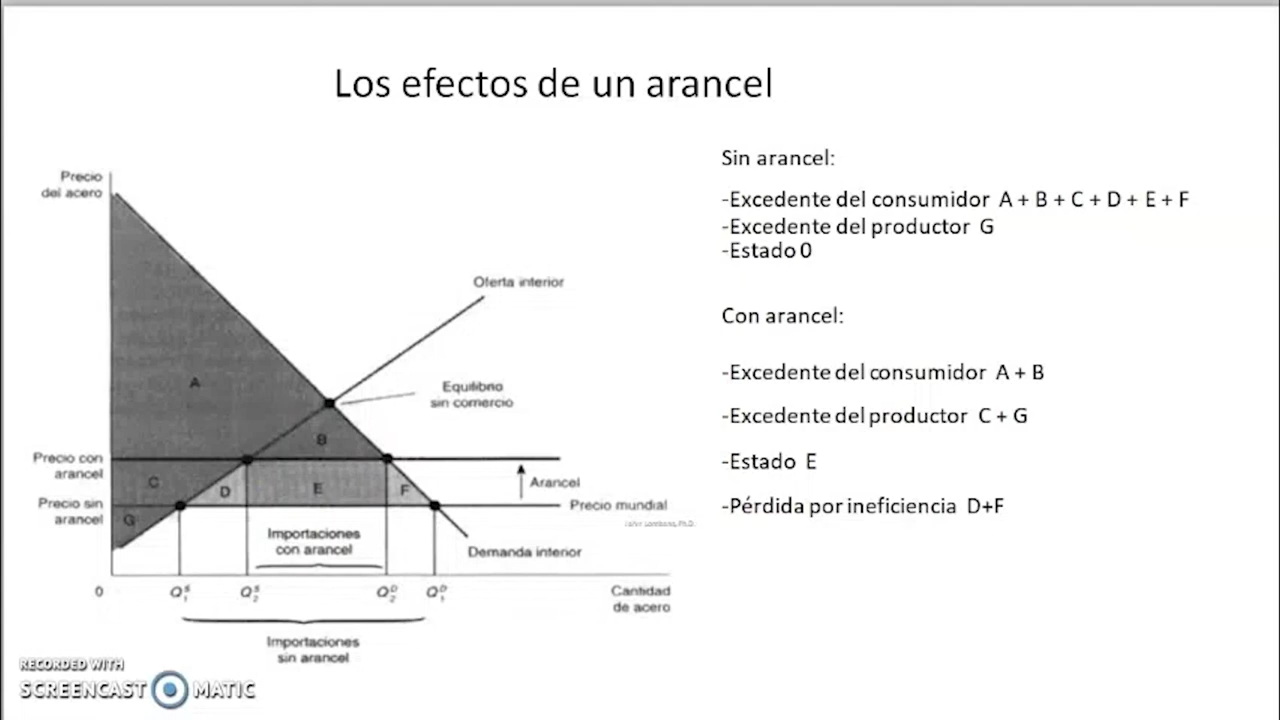 Los efectos de un arancel
Precio
del acero
Oferta interior
Equilibrio
sin comercio
A
B
Precio con
arancel
C
D
E
F
Arancel
Precio sin
arancel
G
Precio mundial
Importaciones
con arancel
Demanda interior
0
Q₁ˢ
Q₂ˢ
Q₂ᴰ
Q₁ᴰ
Cantidad
de acero
Importaciones
sin arancel
Sin arancel:
-Excedente del consumidor A + B + C + D + E + F
-Excedente del productor G
-Estado 0
Con arancel:
-Excedente del consumidor A + B
-Excedente del productor C + G
-Estado E
-Pérdida por ineficiencia D+F
RECORDED WITH
SCREENCAST MATIC